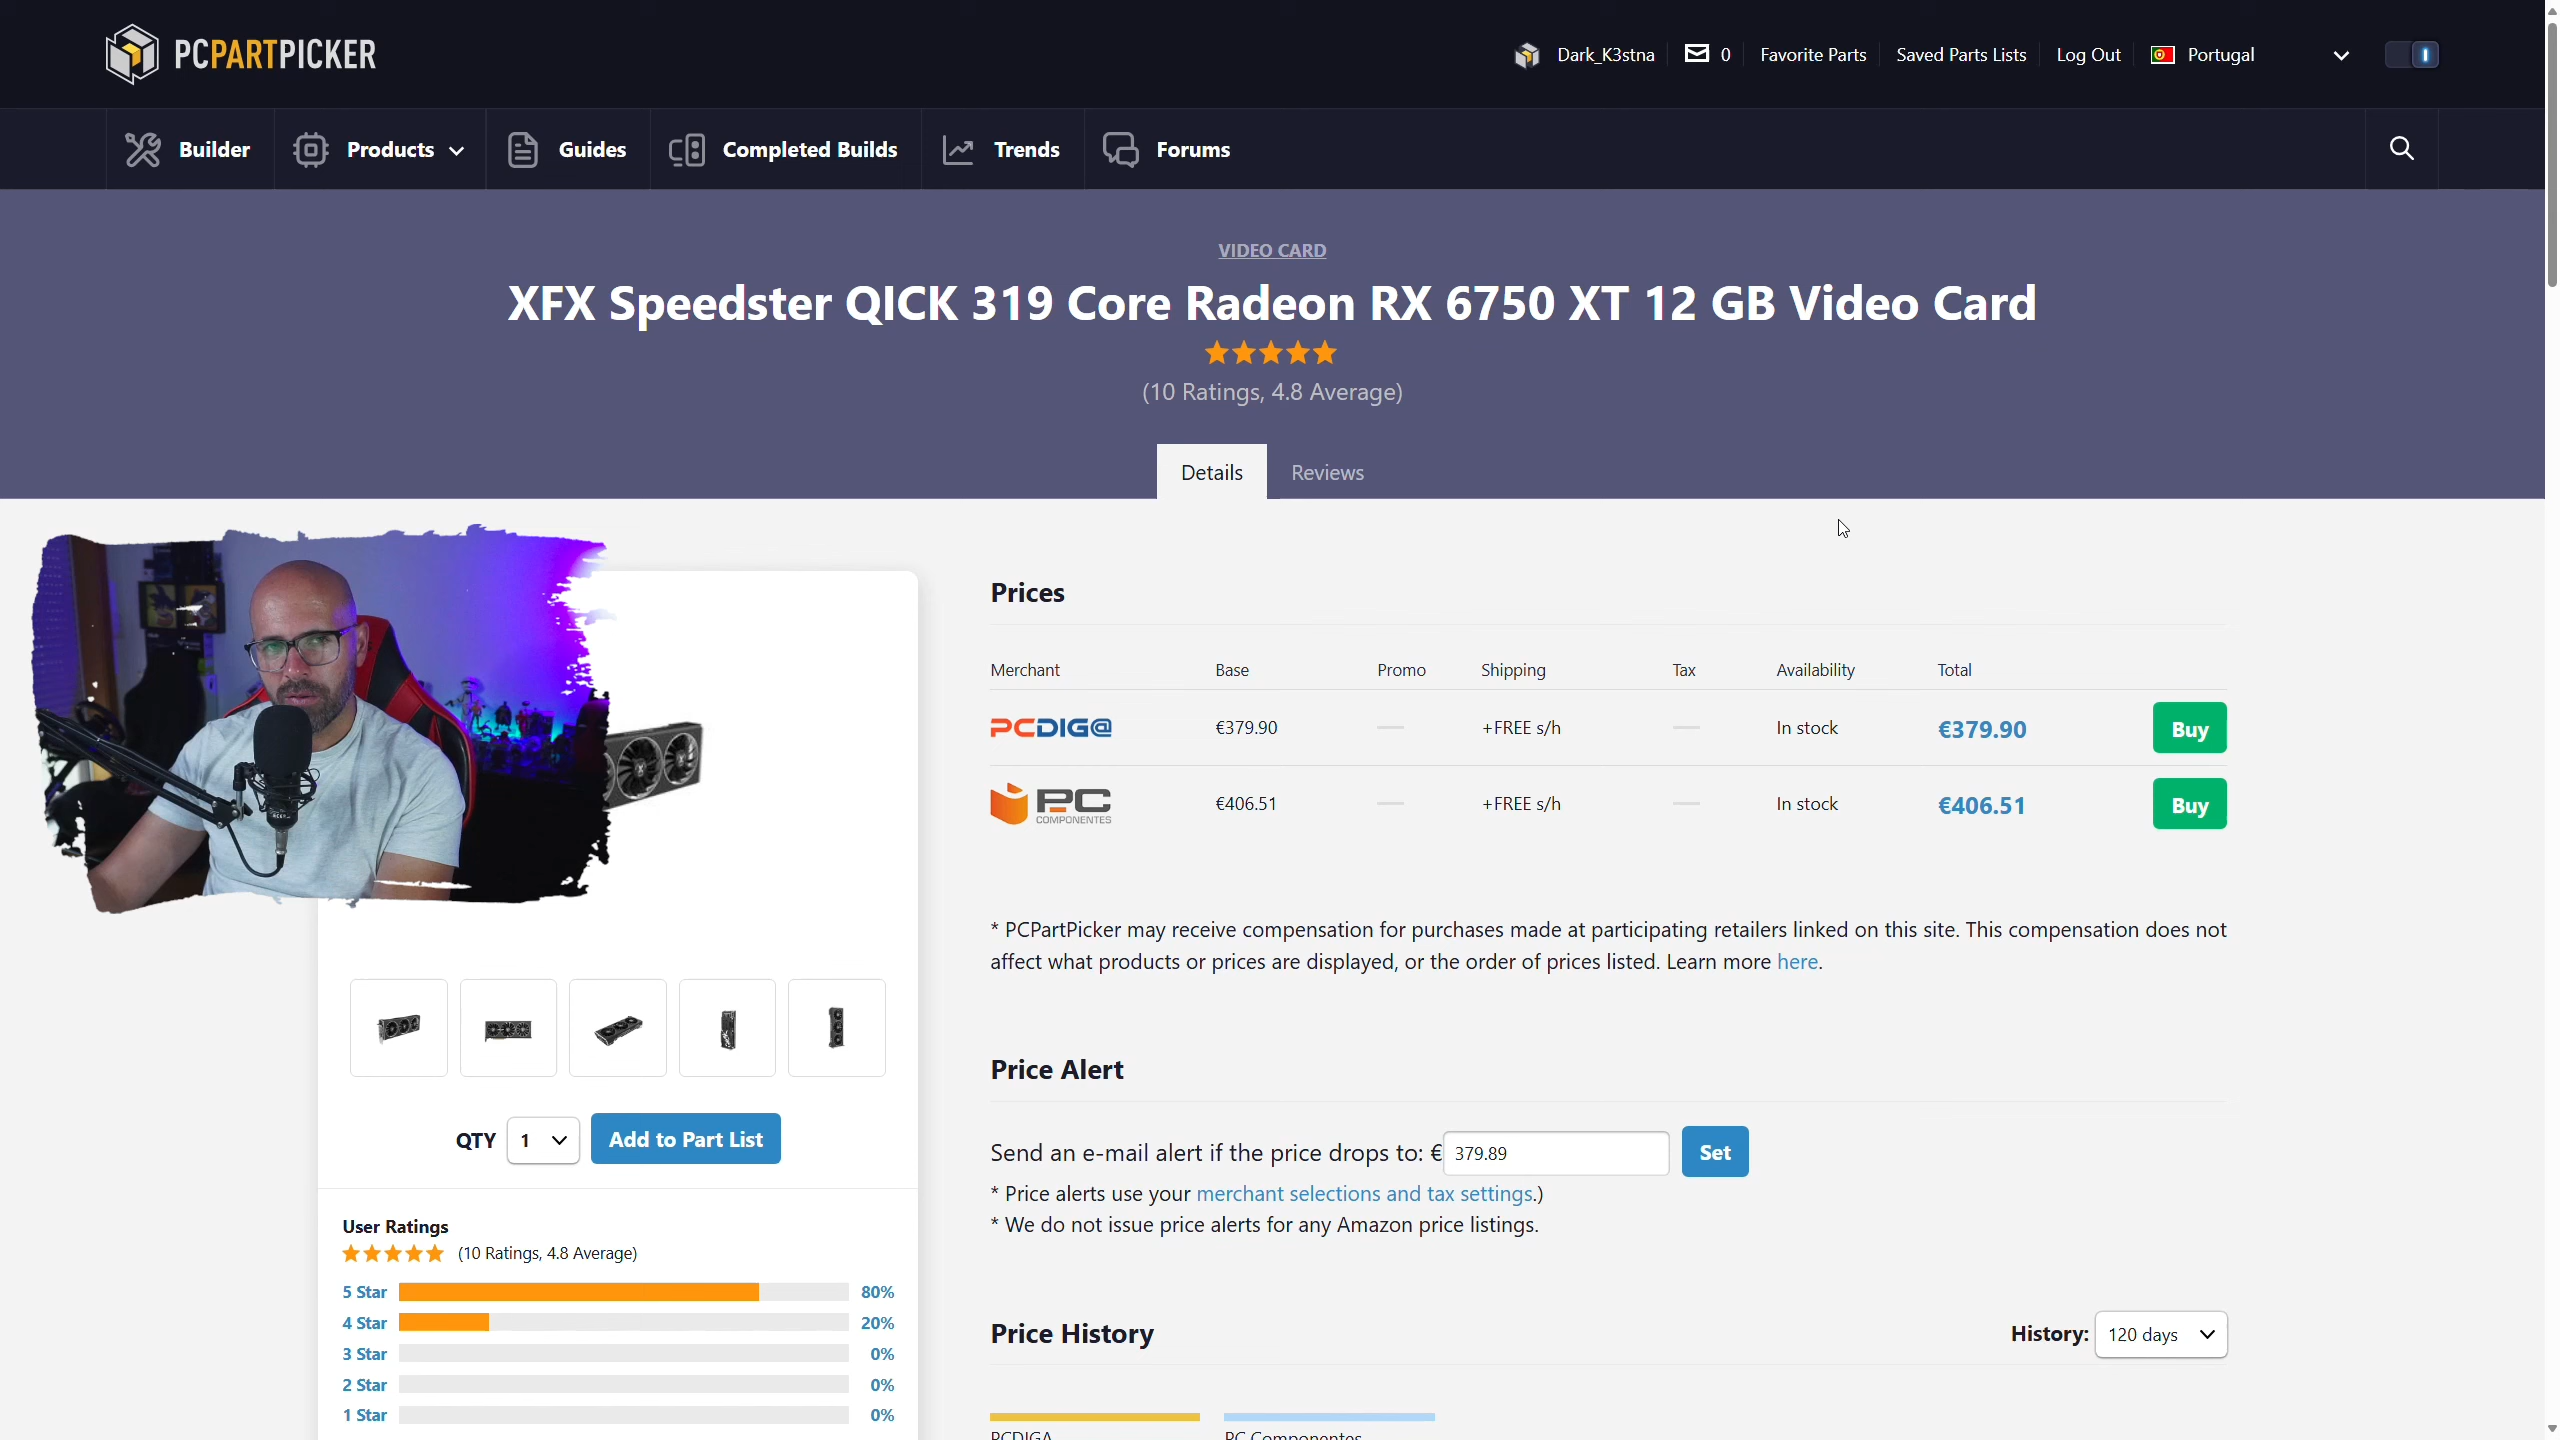 PCPARTPICKER
Dark_K3stna
0
Favorite Parts
Saved Parts Lists
Log Out
Portugal
Builder
Products
Guides
Completed Builds
Trends
Forums
VIDEO CARD
XFX Speedster QICK 319 Core Radeon RX 6750 XT 12 GB Video Card
(10 Ratings, 4.8 Average)
Details
Reviews
Prices
Merchant Base Promo Shipping Tax Availability Total
PCDIG@ €379.90 — +FREE s/h — In stock €379.90 Buy
PC COMPONENTES €406.51 — +FREE s/h — In stock €406.51 Buy
* PCPartPicker may receive compensation for purchases made at participating retailers linked on this site. This compensation does not
affect what products or prices are displayed, or the order of prices listed. Learn more here.
QTY 1 Add to Part List
Price Alert
Send an e-mail alert if the price drops to: € 379.89 Set
* Price alerts use your merchant selections and tax settings.)
* We do not issue price alerts for any Amazon price listings.
User Ratings
(10 Ratings, 4.8 Average)
5 Star 80%
4 Star 20%
3 Star 0%
2 Star 0%
1 Star 0%
Price History
History: 120 days
PCDIGA
PC Componentes